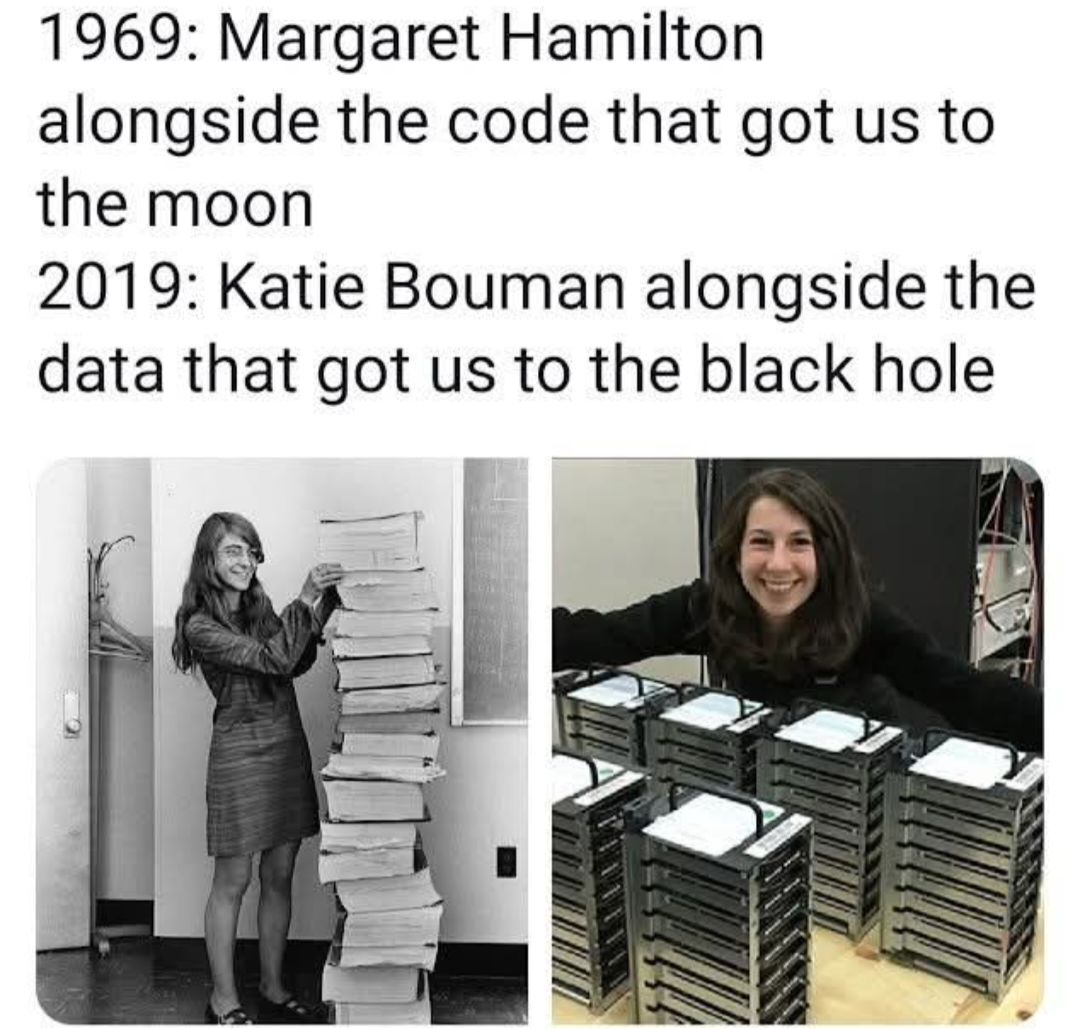 1969: Margaret Hamilton
alongside the code that got us to
the moon
2019: Katie Bouman alongside the
data that got us to the black hole